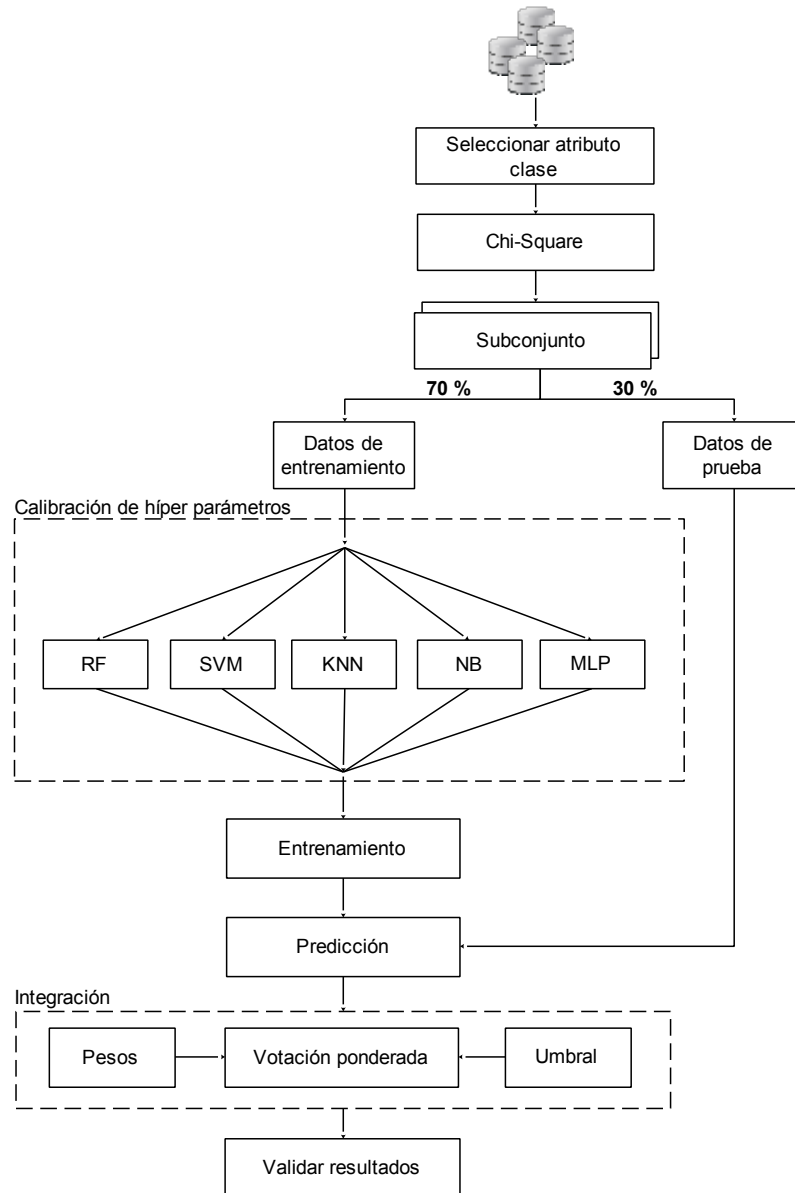 Seleccionar atributo
clase
Chi-Square
Subconjunto
70 %
30 %
Datos de
entrenamiento
Datos de
prueba
Calibración de híper parámetros
RF
SVM
KNN
NB
MLP
Entrenamiento
Predicción
Integración
Pesos
Votación ponderada
Umbral
Validar resultados